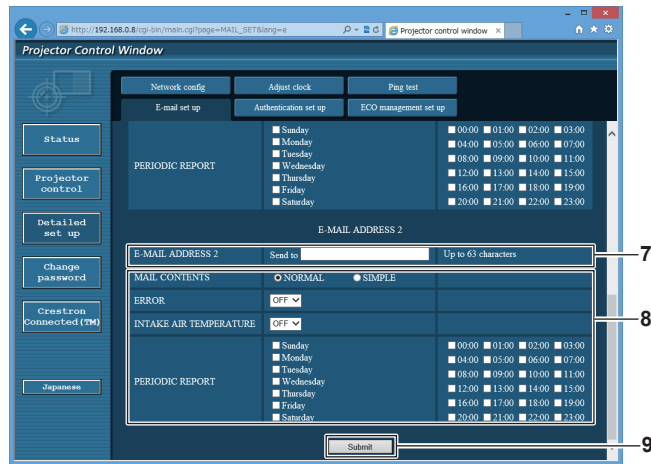 http://192.168.0.8/cgi-bin/main.cgi?page=MAIL_SET&lang=e
Projector control window
Projector Control Window
Network config Adjust clock Ping test
E-mail set up Authentication set up ECO management set up
Status
Projector
control
Detailed
set up
Change
password
Crestron
Connected(TM)
Japanese
PERIODIC REPORT
Sunday
Monday
Tuesday
Wednesday
Thursday
Friday
Saturday
00:00 01:00 02:00 03:00
04:00 05:00 06:00 07:00
08:00 09:00 10:00 11:00
12:00 13:00 14:00 15:00
16:00 17:00 18:00 19:00
20:00 21:00 22:00 23:00
E-MAIL ADDRESS 2
E-MAIL ADDRESS 2 Send to Up to 63 characters
7
MAIL CONTENTS NORMAL SIMPLE
ERROR OFF
8
INTAKE AIR TEMPERATURE OFF
PERIODIC REPORT
Sunday
Monday
Tuesday
Wednesday
Thursday
Friday
Saturday
00:00 01:00 02:00 03:00
04:00 05:00 06:00 07:00
08:00 09:00 10:00 11:00
12:00 13:00 14:00 15:00
16:00 17:00 18:00 19:00
20:00 21:00 22:00 23:00
Submit
9